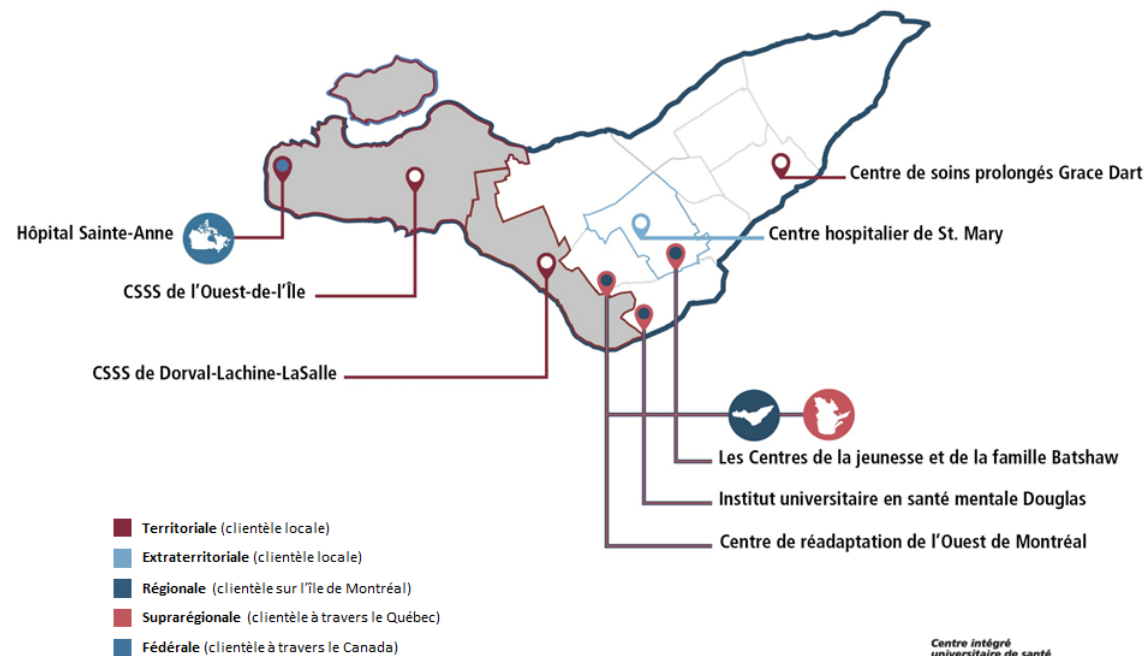 Centre de soins prolongés Grace Dart
Hôpital Sainte-Anne
Centre hospitalier de St. Mary
CSSS de l'Ouest-de-l'Île
CSSS de Dorval-Lachine-LaSalle
Les Centres de la jeunesse et de la famille Batshaw
Institut universitaire en santé mentale Douglas
Centre de réadaptation de l'Ouest de Montréal
Territoriale (clientèle locale)
Extraterritoriale (clientèle locale)
Régionale (clientèle sur l'île de Montréal)
Suprarégionale (clientèle à travers le Québec)
Fédérale (clientèle à travers le Canada)
Centre intégré
universitaire de santé